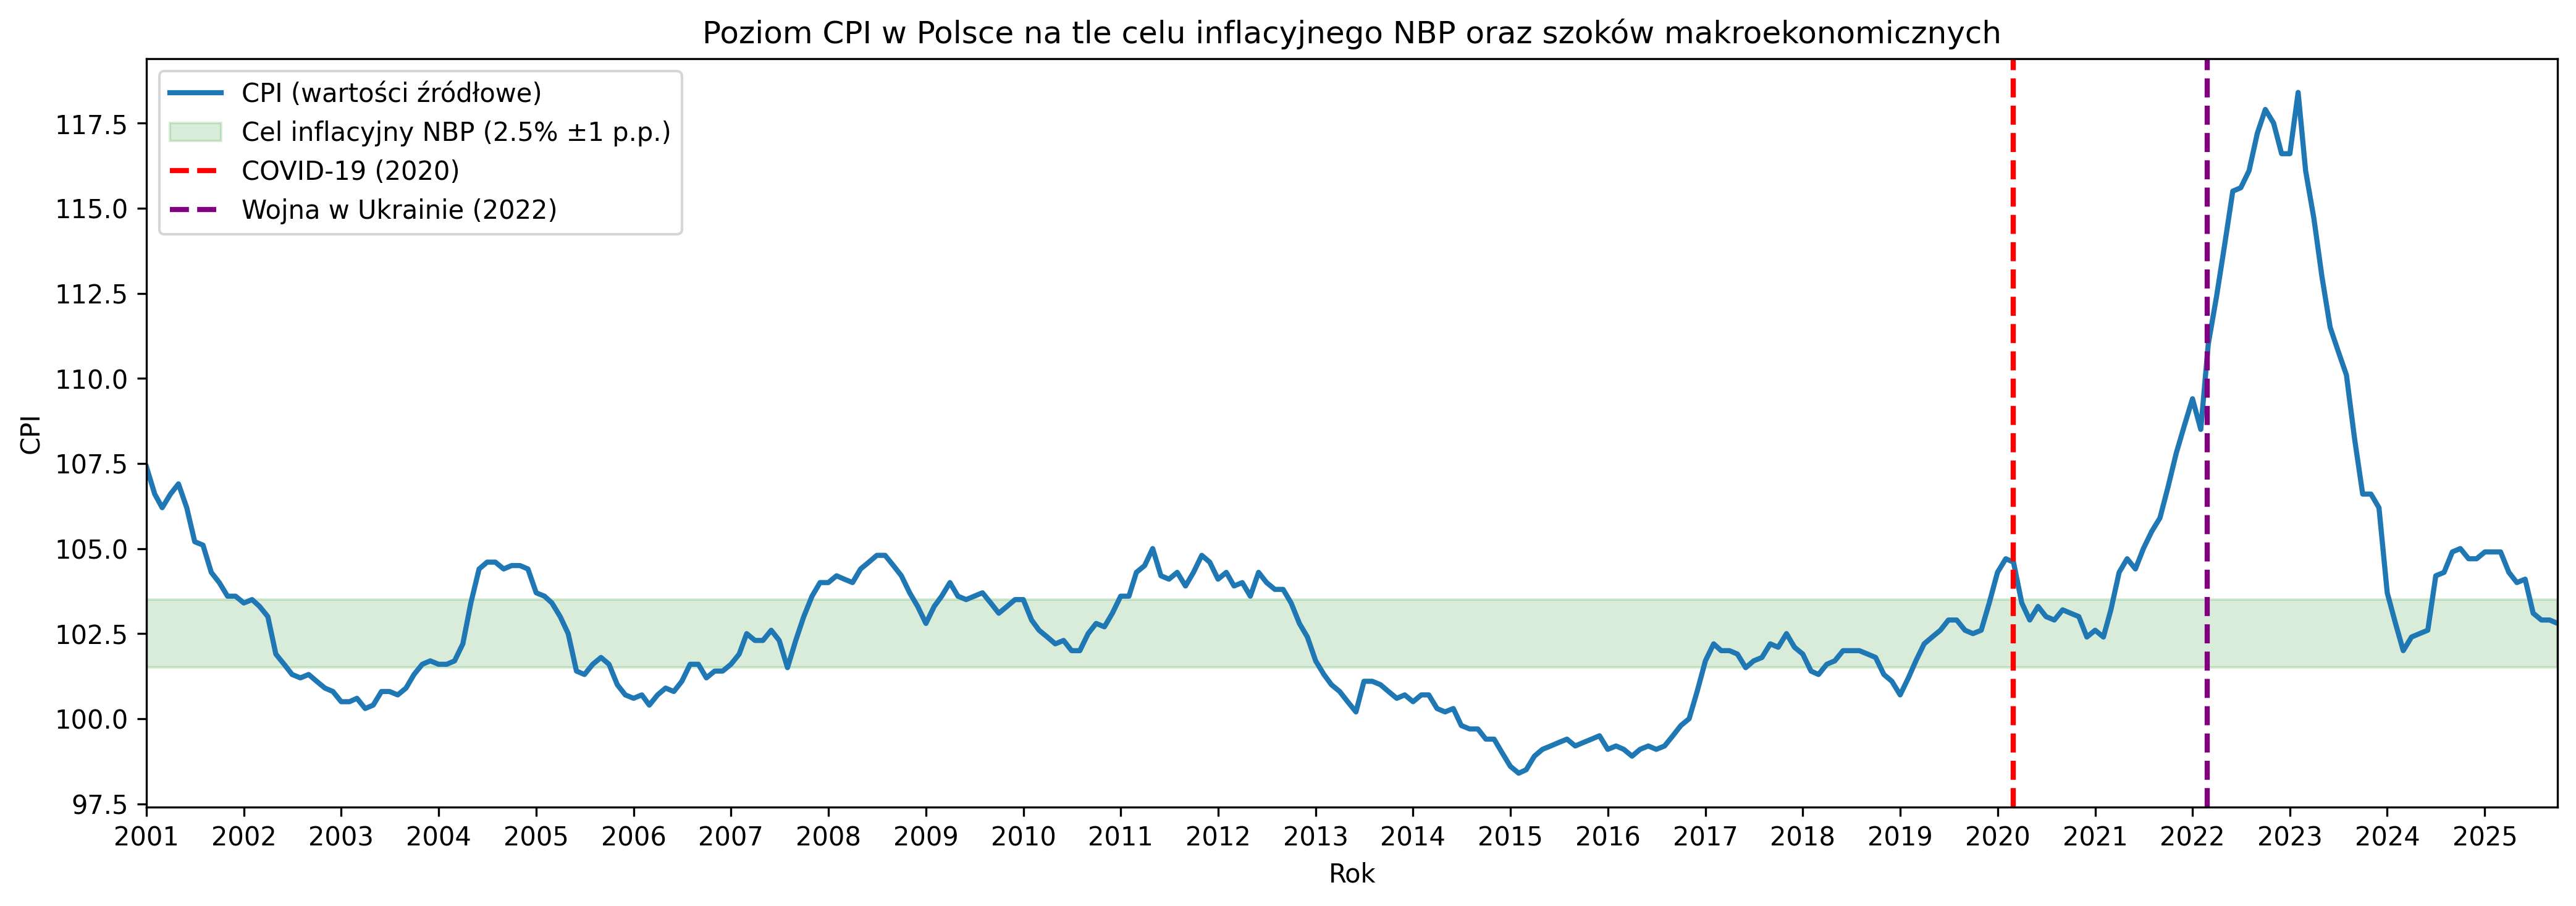 Poziom CPI w Polsce na tle celu inflacyjnego NBP oraz szoków makroekonomicznych
CPI (wartości źródłowe)
Cel inflacyjny NBP (2.5% ±1 p.p.)
COVID-19 (2020)
Wojna w Ukrainie (2022)
117.5
115.0
112.5
110.0
107.5
105.0
102.5
100.0
97.5
CPI
2001 2002 2003 2004 2005 2006 2007 2008 2009 2010 2011 2012 2013 2014 2015 2016 2017 2018 2019 2020 2021 2022 2023 2024 2025
Rok